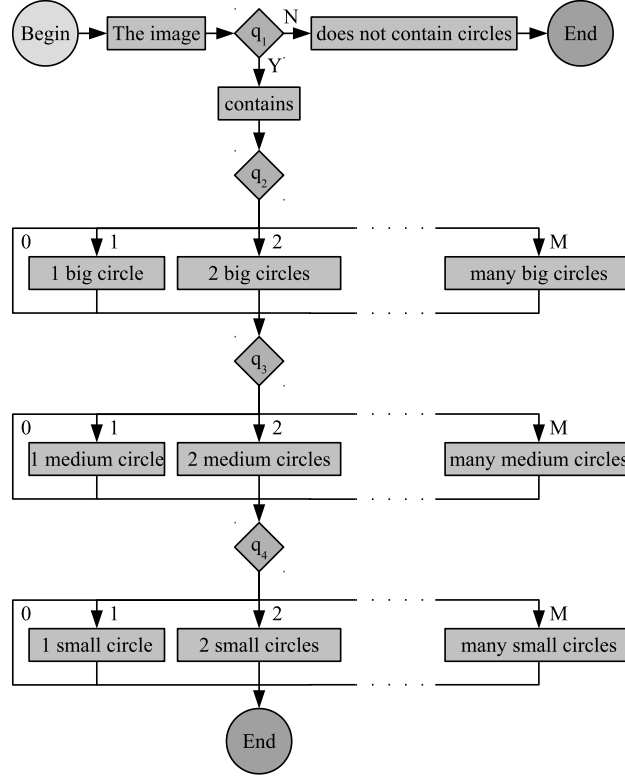 Begin
The image
q1
N
does not contain circles
End
Y
contains
q2
0
1
2
M
1 big circle
2 big circles
many big circles
q3
0
1
2
M
1 medium circle
2 medium circles
many medium circles
q4
0
1
2
M
1 small circle
2 small circles
many small circles
End